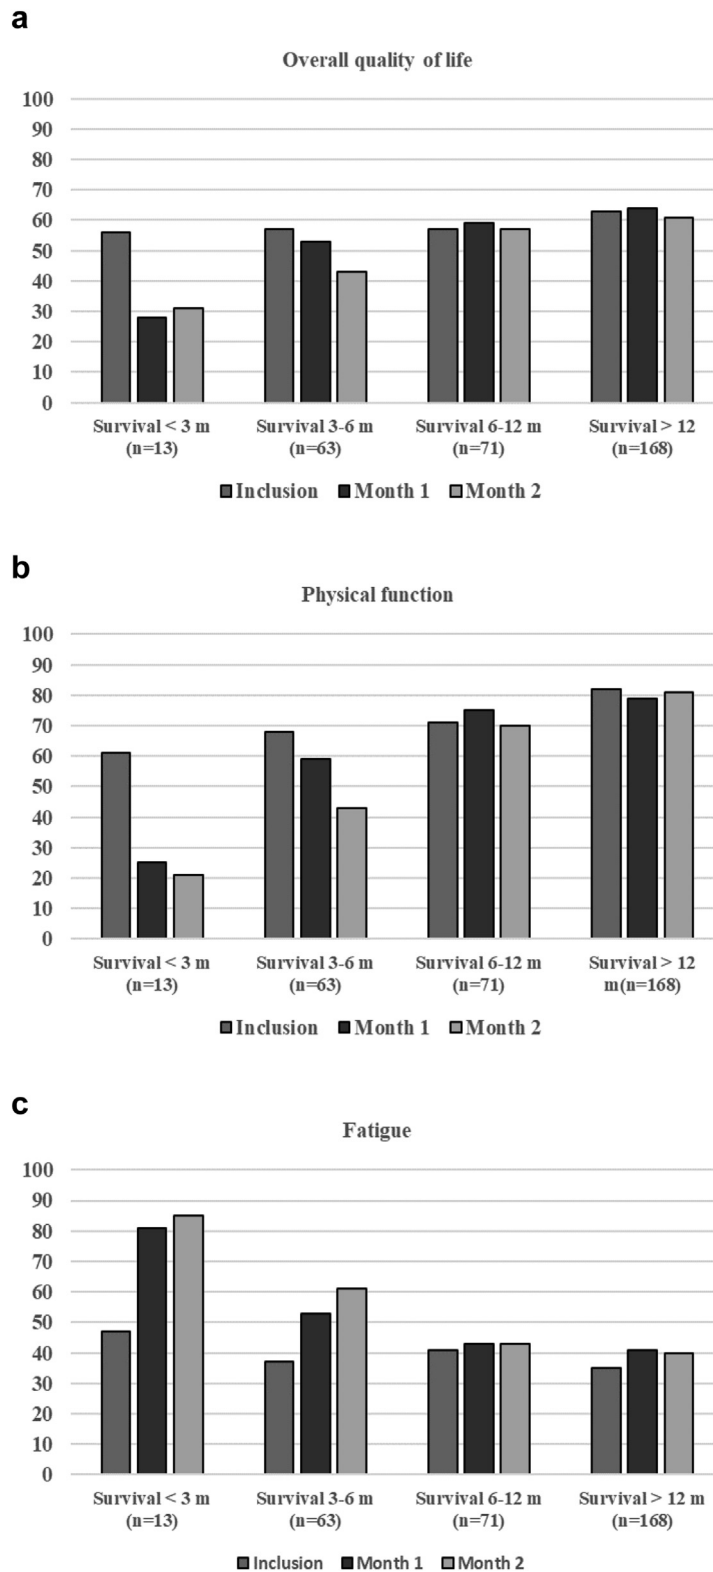 a
Overall quality of life
100
90
80
70
60
50
40
30
20
10
0
Survival < 3 m Survival 3-6 m Survival 6-12 m Survival > 12
(n=13) (n=63) (n=71) (n=168)
Inclusion Month 1 Month 2
b
Physical function
100
90
80
70
60
50
40
30
20
10
0
Survival < 3 m Survival 3-6 m Survival 6-12 m Survival > 12
(n=13) (n=63) (n=71) m(n=168)
Inclusion Month 1 Month 2
c
Fatigue
100
90
80
70
60
50
40
30
20
10
0
Survival < 3 m Survival 3-6 m Survival 6-12 m Survival > 12 m
(n=13) (n=63) (n=71) (n=168)
Inclusion Month 1 Month 2